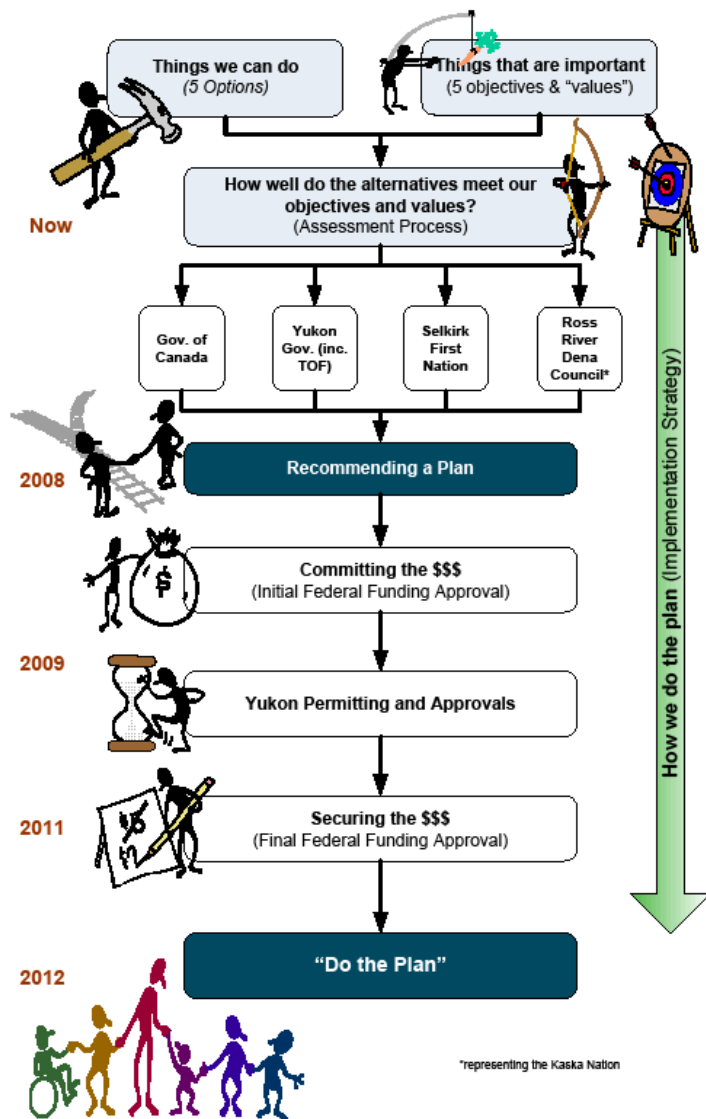 Things we can do
(5 Options)
Things that are important
(5 objectives & “values”)
How well do the alternatives meet our
objectives and values?
(Assessment Process)
Now
Gov. of
Canada
Yukon
Gov. (inc.
TOF)
Selkirk
First
Nation
Ross
River
Dena
Council*
2008
Recommending a Plan
Committing the $$$
(Initial Federal Funding Approval)
$
2009
Yukon Permitting and Approvals
2011
Securing the $$$
(Final Federal Funding Approval)
How we do the plan (Implementation Strategy)
“Do the Plan”
2012
*representing the Kaska Nation